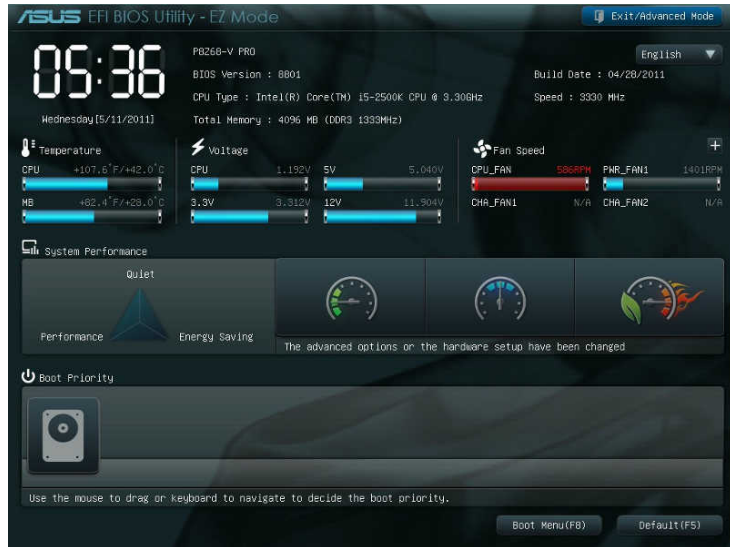 ASUS EFI BIOS Utility - EZ Mode
Exit/Advanced Mode
05:36
Wednesday[5/11/2011]
P8Z68-V PRO
English
BIOS Version : 8801
Build Date : 04/28/2011
CPU Type : Intel(R) Core(TM) i5-2500K CPU @ 3.30GHz
Speed : 3330 MHz
Total Memory : 4096 MB (DDR3 1333MHz)
Temperature
CPU +107.6°F/+42.0°C
MB +82.4°F/+28.0°C
Voltage
CPU 1.192V 5V 5.040V
3.3V 3.312V 12V 11.904V
Fan Speed
CPU_FAN 586RPM PWR_FAN1 1401RPM
CHA_FAN1 N/A CHA_FAN2 N/A
System Performance
Quiet
Performance
Energy Saving
The advanced options or the hardware setup have been changed
Boot Priority
Use the mouse to drag or keyboard to navigate to decide the boot priority.
Boot Menu(F8)
Default(F5)